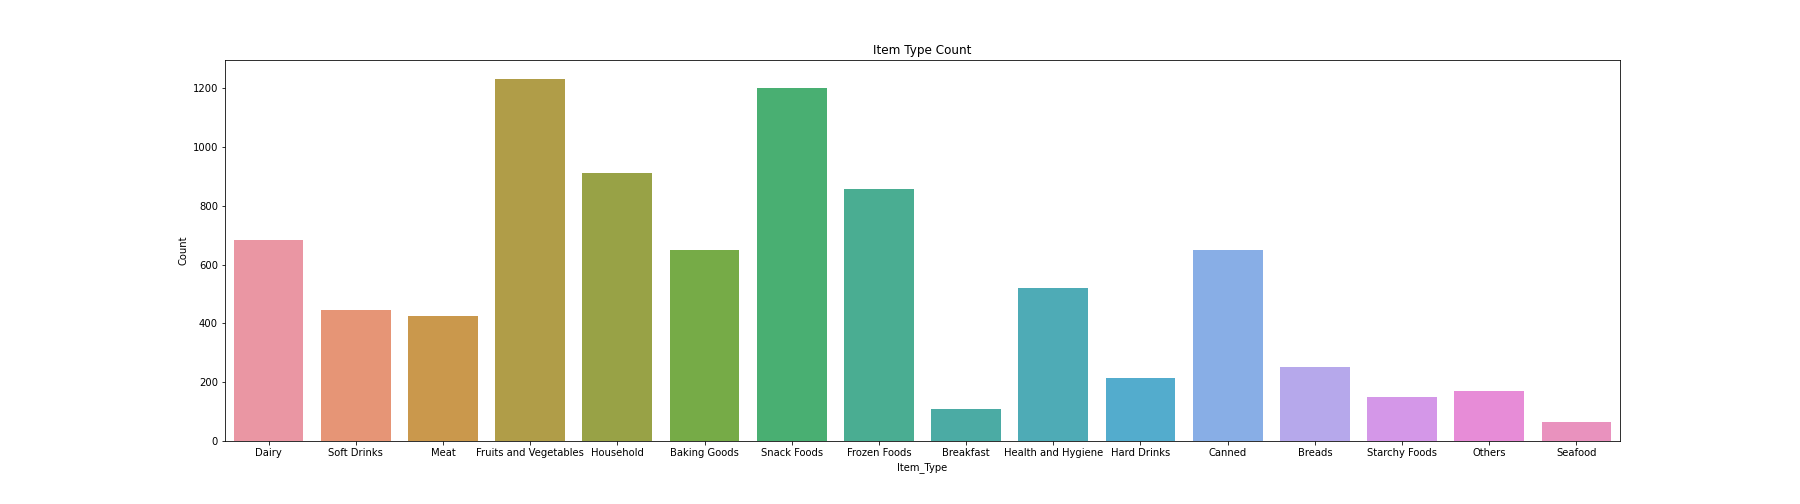 Item Type Count
1200
1000
800
600
400
200
0
Count
Dairy Soft Drinks Meat Fruits and Vegetables Household Baking Goods Snack Foods Frozen Foods Breakfast Health and Hygiene Hard Drinks Canned Breads Starchy Foods Others Seafood
Item_Type